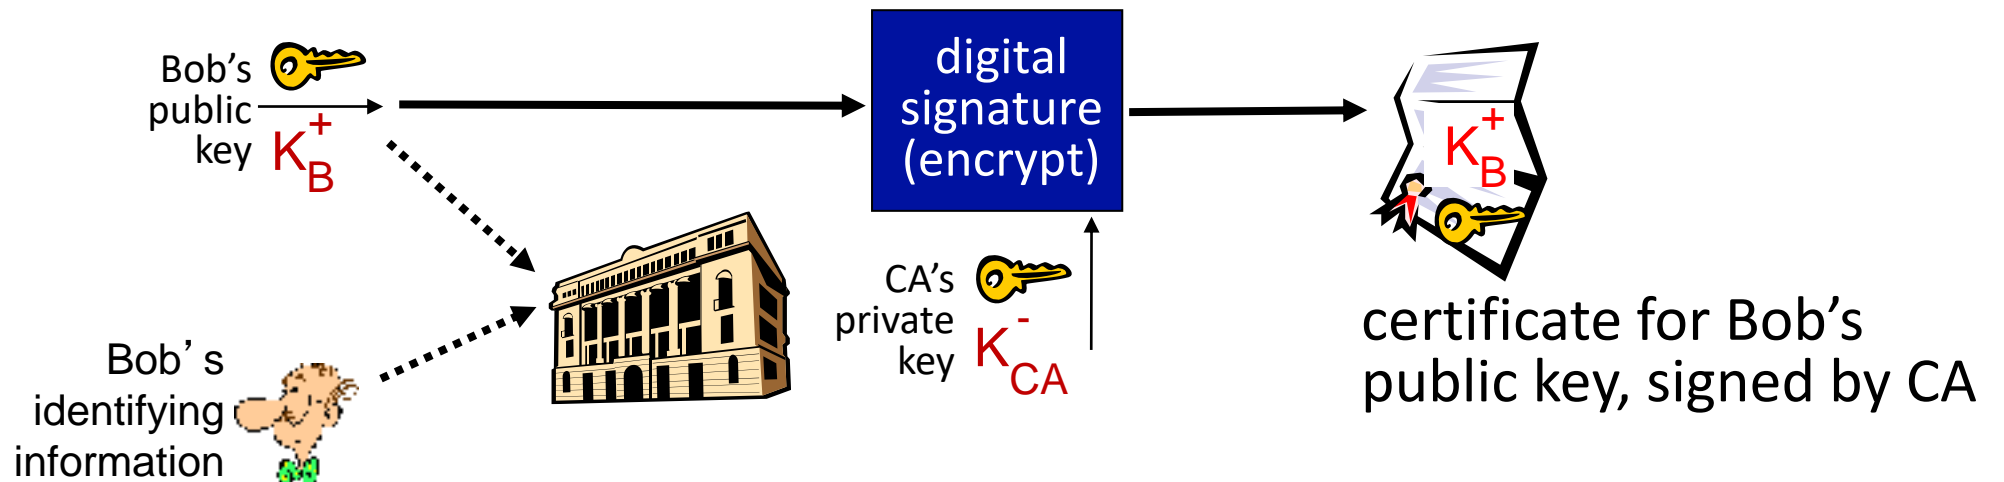 Bob's
public
key
K+B
digital
signature
(encrypt)
K+B
CA's
private
key
K-CA
certificate for Bob's
public key, signed by CA
Bob's
identifying
information